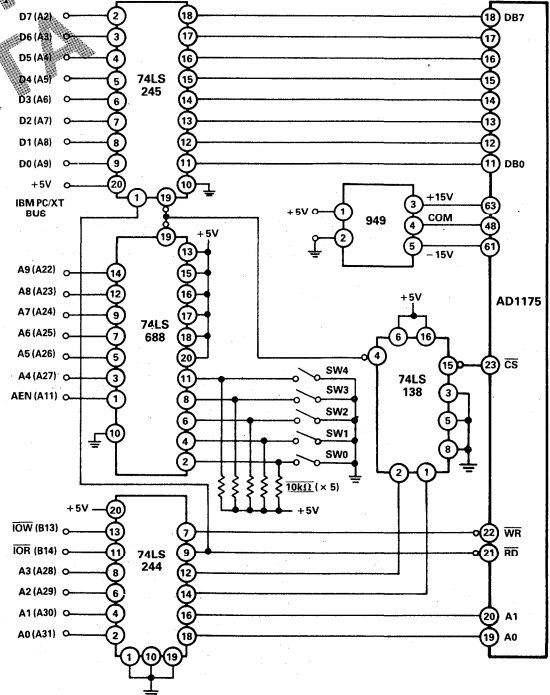 D7 (A2) 2 18 18 DB7
D6 (A3) 3 17 17
D5 (A4) 4 16 16
D4 (A5) 5 74LS 245 15 15
D3 (A6) 6 14 14
D2 (A7) 7 13 13
D1 (A8) 8 12 12
D0 (A9) 9 11 11 DB0
+5V 20 1 19 10
IBM PC/XT
BUS
+5V 1 949 3 +15V 63
4 COM 48
2 5 -15V 61
AD1175
19 +5V
13
A9 (A22) 14 15
A8 (A23) 12 16
A7 (A24) 9 74LS 688 17
A6 (A25) 7 18
A5 (A26) 5 20
A4 (A27) 3 11 SW4
AEN (A11) 1 8 SW3
6 SW2
10 4 SW1
2 SW0
10kΩ (× 5)
+5V
+5V
6 16
4 15 23 CS
74LS
138 3
5
8
2 1
+5V 20
IOW (B13) 13 7 22 WR
IOR (B14) 11 74LS 244 9 21 RD
A3 (A28) 8 12
A2 (A29) 6 14
A1 (A30) 4 16 20 A1
A0 (A31) 2 18 19 A0
1 10 19